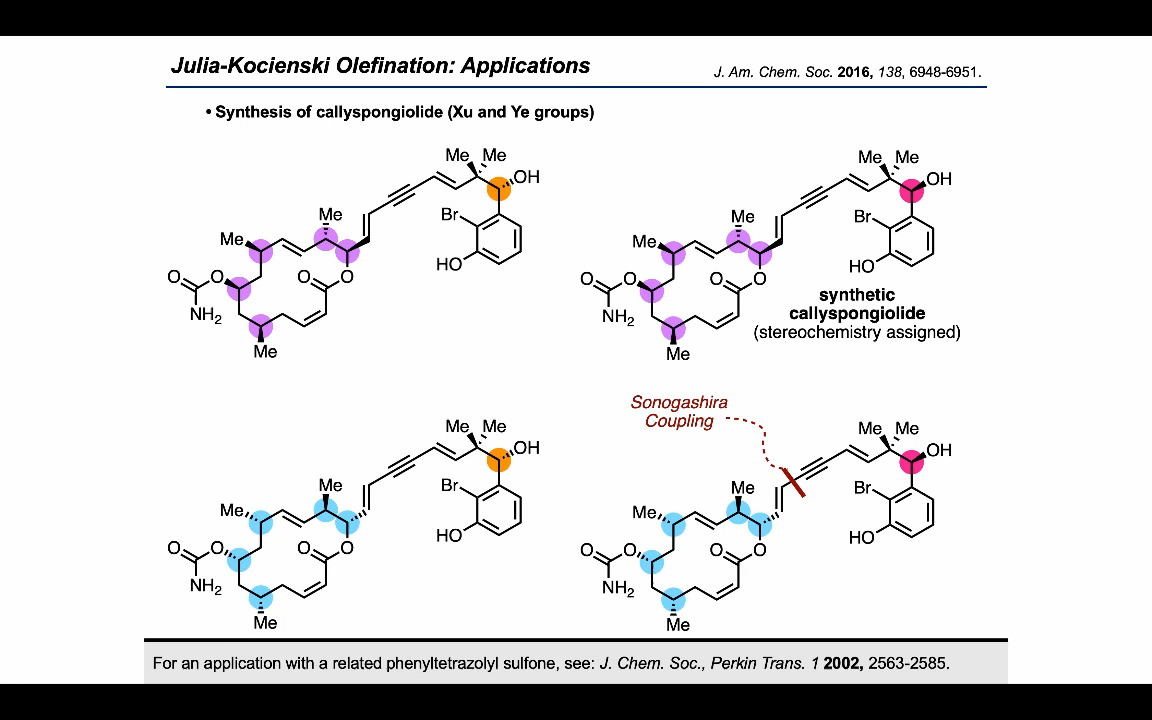 Julia-Kocienski Olefination: Applications
J. Am. Chem. Soc. 2016, 138, 6948-6951.
• Synthesis of callyspongiolide (Xu and Ye groups)
Me Me
OH
Br
HO
Me
Me
O
O
NH2
O
O
Me
Me Me
OH
Br
HO
Me
Me
O
O
NH2
O
O
Me
synthetic
callyspongiolide
(stereochemistry assigned)
Me Me
OH
Br
HO
Me
Me
O
O
NH2
O
O
Me
Sonogashira
Coupling
Me Me
OH
Br
HO
Me
Me
O
O
NH2
O
O
Me
For an application with a related phenyltetrazolyl sulfone, see: J. Chem. Soc., Perkin Trans. 1 2002, 2563-2585.